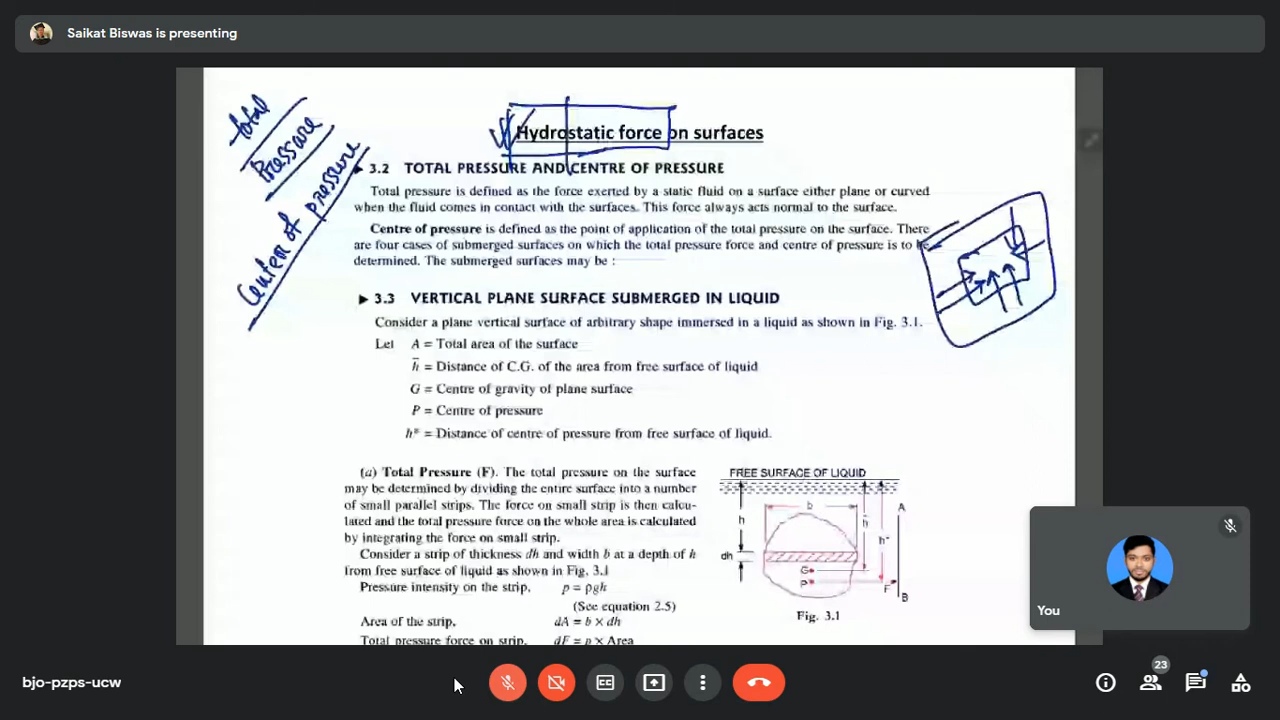 Saikat Biswas is presenting
total
Pressure
Center of pressure
Hydrostatic force on surfaces
▶ 3.2 TOTAL PRESSURE AND CENTRE OF PRESSURE
Total pressure is defined as the force exerted by a static fluid on a surface either plane or curved
when the fluid comes in contact with the surfaces. This force always acts normal to the surface.
Centre of pressure is defined as the point of application of the total pressure on the surface. There
are four cases of submerged surfaces on which the total pressure force and centre of pressure is to be
determined. The submerged surfaces may be :
▶ 3.3 VERTICAL PLANE SURFACE SUBMERGED IN LIQUID
Consider a plane vertical surface of arbitrary shape immersed in a liquid as shown in Fig. 3.1.
Let A = Total area of the surface
h̄ = Distance of C.G. of the area from free surface of liquid
G = Centre of gravity of plane surface
P = Centre of pressure
h* = Distance of centre of pressure from free surface of liquid.
(a) Total Pressure (F). The total pressure on the surface
may be determined by dividing the entire surface into a number
of small parallel strips. The force on small strip is then calcu-
lated and the total pressure force on the whole area is calculated
by integrating the force on small strip.
Consider a strip of thickness dh and width b at a depth of h
from free surface of liquid as shown in Fig. 3.1
Pressure intensity on the strip, p = ρgh
(See equation 2.5)
Area of the strip, dA = b × dh
Total pressure force on strip, dF = p × Area
FREE SURFACE OF LIQUID
b
A
h
h̄
h*
dh
G
P
F
B
Fig. 3.1
You
bjo-pzps-ucw
CC
23